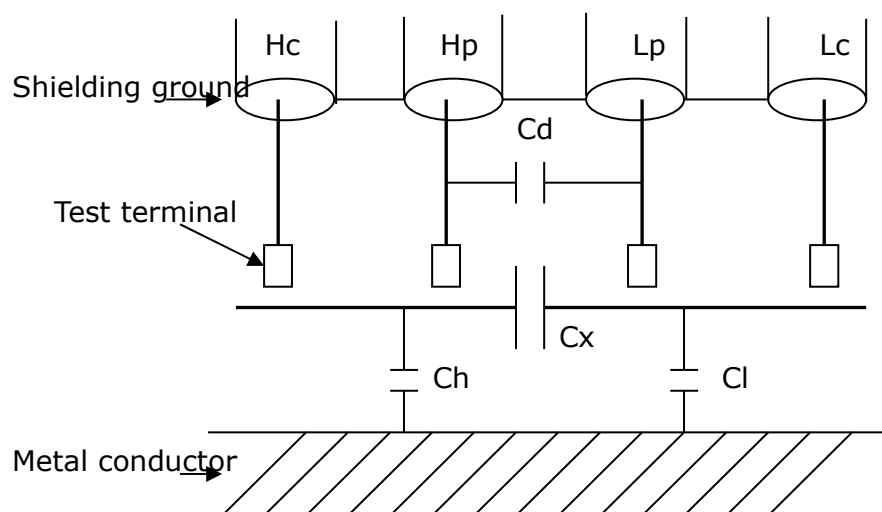 Hc
Hp
Lp
Lc
Shielding ground
Cd
Test terminal
Cx
Ch
Cl
Metal conductor